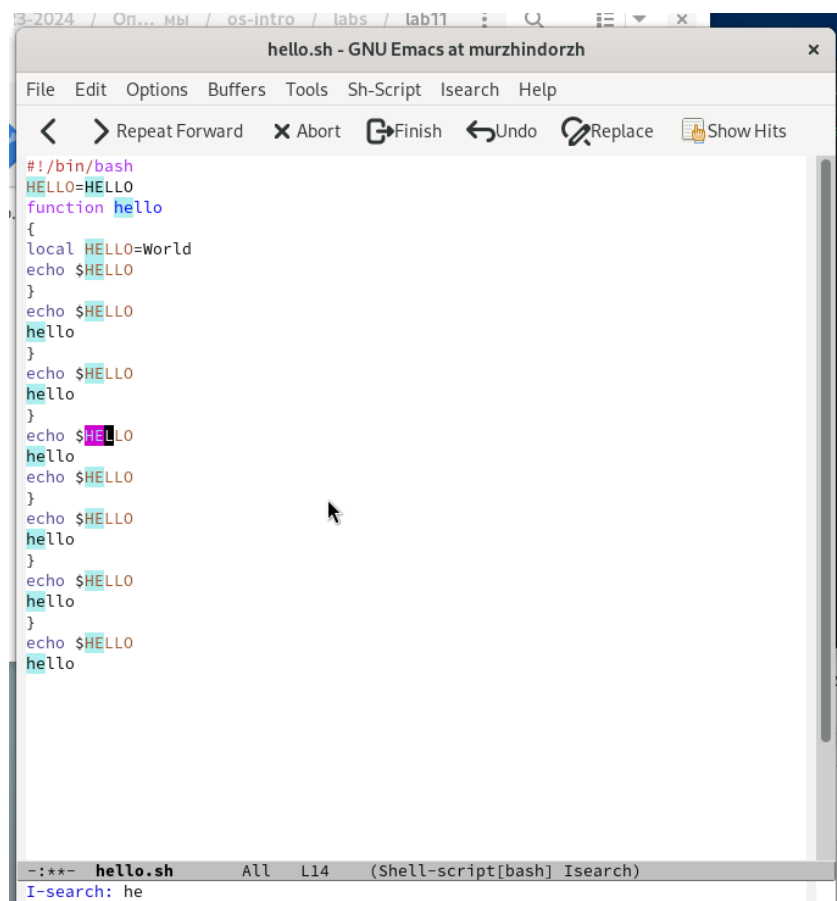 3-2024 / Оп... мы / os-intro / labs / lab11
hello.sh - GNU Emacs at murzhindorzh
File Edit Options Buffers Tools Sh-Script Isearch Help
Repeat Forward Abort Finish Undo Replace Show Hits
#!/bin/bash
HELLO=HELLO
function hello
{
local HELLO=World
echo $HELLO
}
echo $HELLO
hello
}
echo $HELLO
hello
}
echo $HELLO
hello
echo $HELLO
}
echo $HELLO
hello
}
echo $HELLO
hello
}
echo $HELLO
hello
-:**- hello.sh All L14 (Shell-script[bash] Isearch)
I-search: he